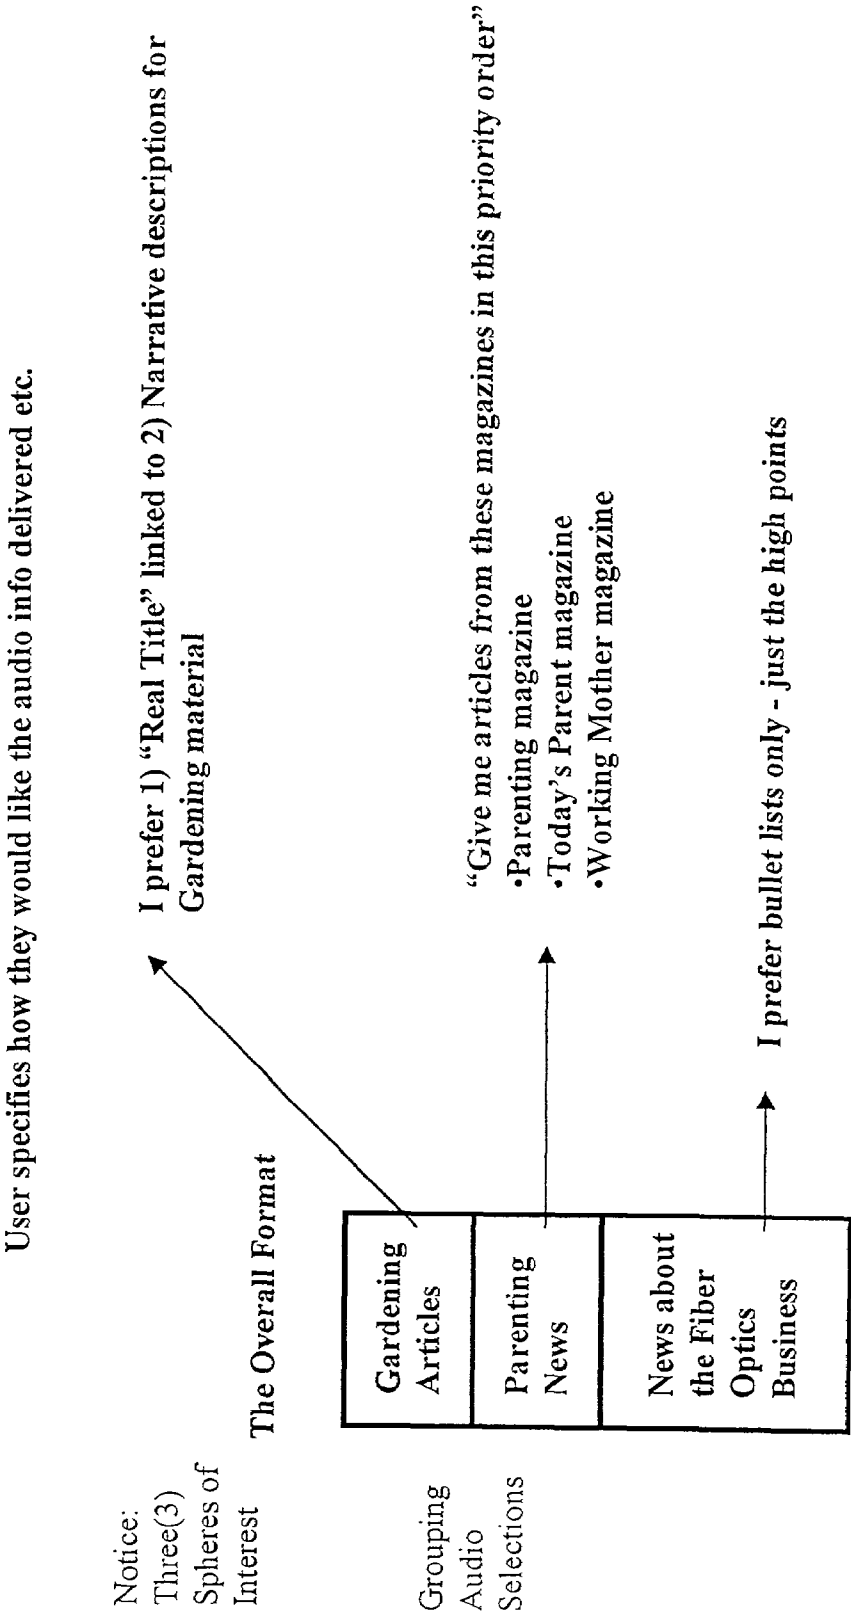 User specifies how they would like the audio info delivered etc.
Notice:
Three(3)
Spheres of
Interest
The Overall Format
I prefer 1) “Real Title” linked to 2) Narrative descriptions for
Gardening material
Grouping
Audio
Selections
Gardening
Articles
Parenting
News
News about
the Fiber
Optics
Business
“Give me articles from these magazines in this priority order”
•Parenting magazine
•Today’s Parent magazine
•Working Mother magazine
I prefer bullet lists only - just the high points